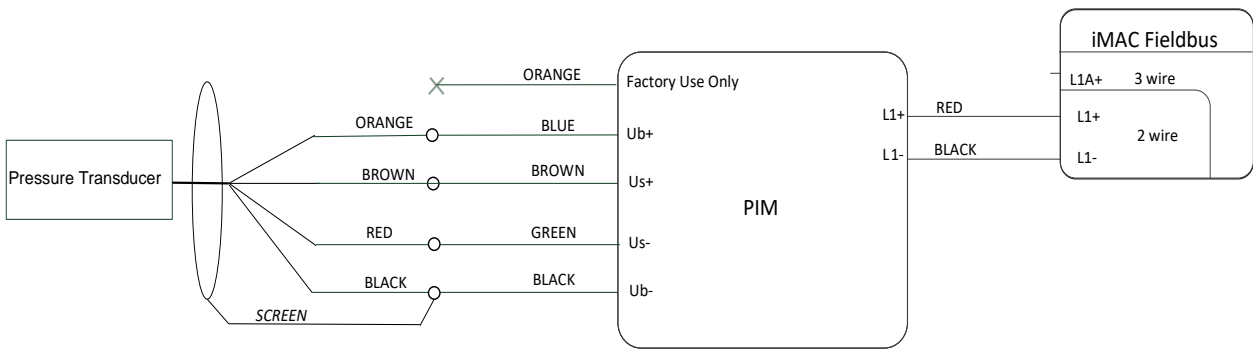 iMAC Fieldbus
ORANGE
Factory Use Only
L1A+ 3 wire
ORANGE
BLUE
Ub+
L1+
RED
L1+
2 wire
Pressure Transducer
BROWN
BROWN
Us+
L1-
BLACK
L1-
PIM
RED
GREEN
Us-
BLACK
BLACK
Ub-
SCREEN